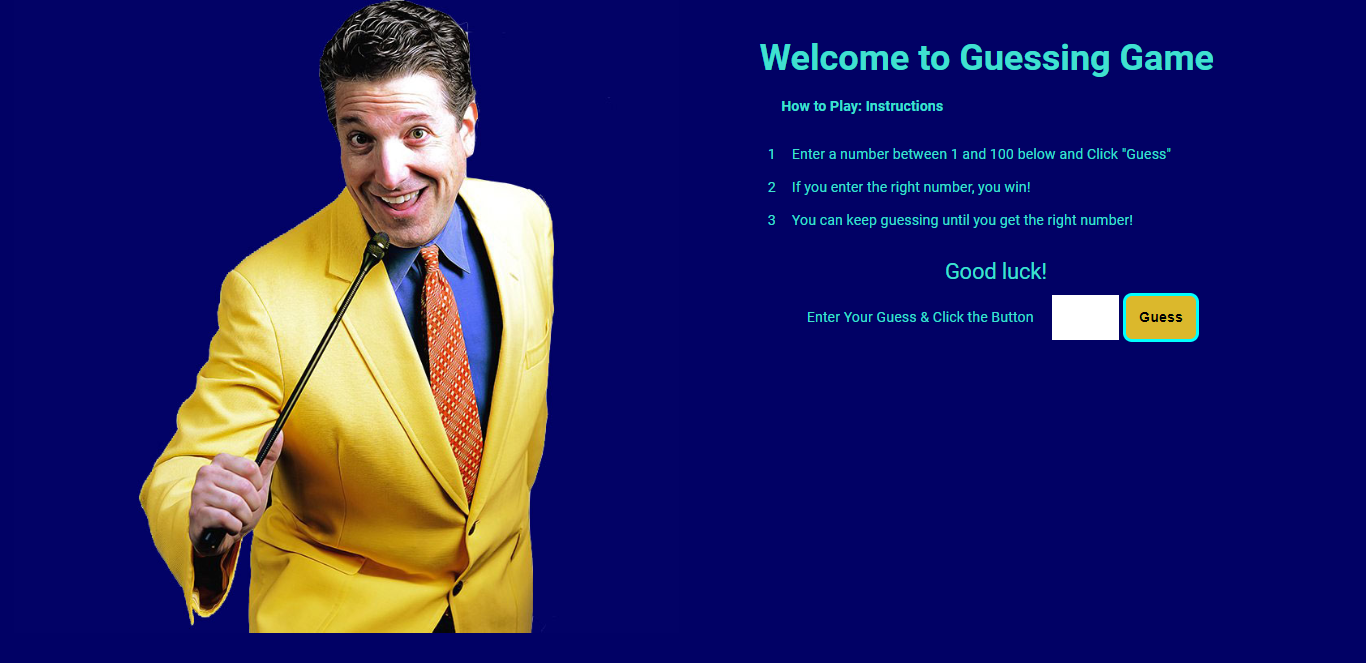 Welcome to Guessing Game
How to Play: Instructions
1 Enter a number between 1 and 100 below and Click "Guess"
2 If you enter the right number, you win!
3 You can keep guessing until you get the right number!
Good luck!
Enter Your Guess & Click the Button Guess